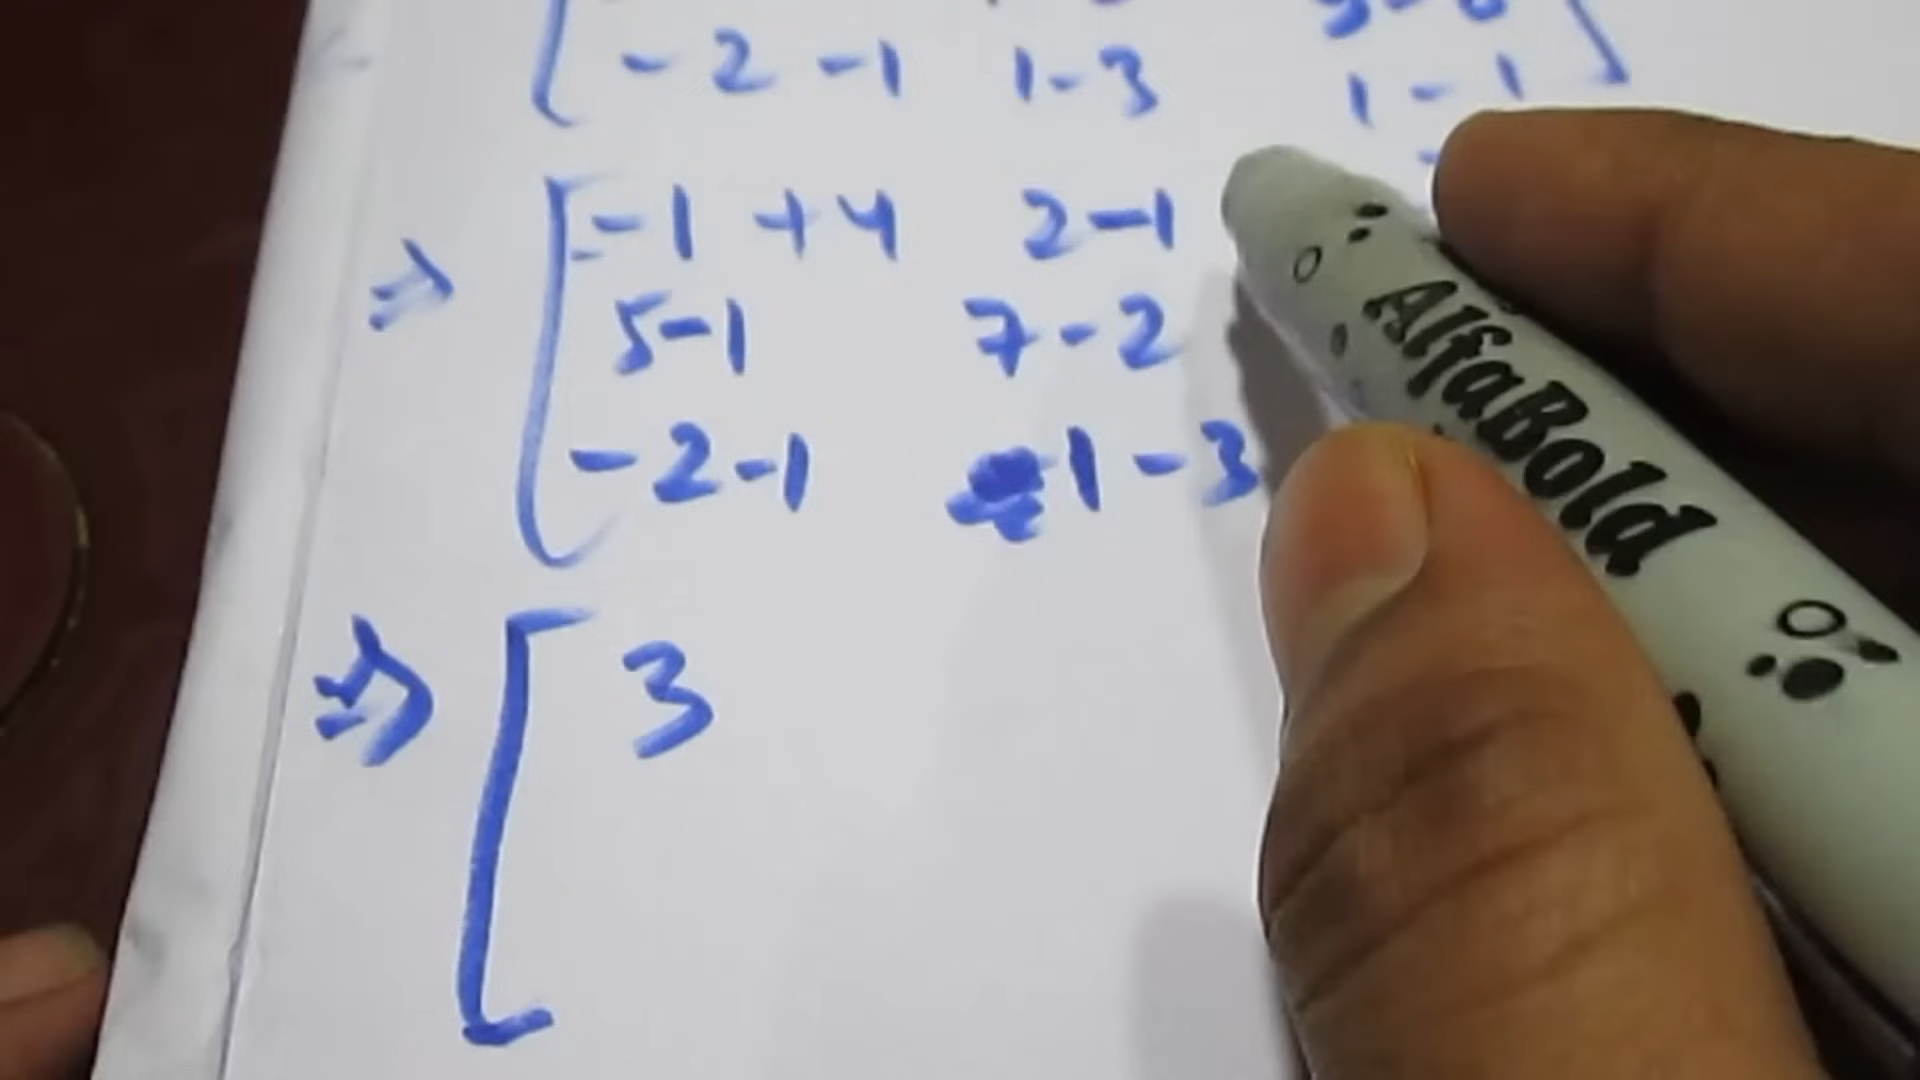 -2 -1 1-3 1-1
⇒ -1 +4 2-1
5-1 7-2
-2-1 1-3
⇒ 3
AlfaBold